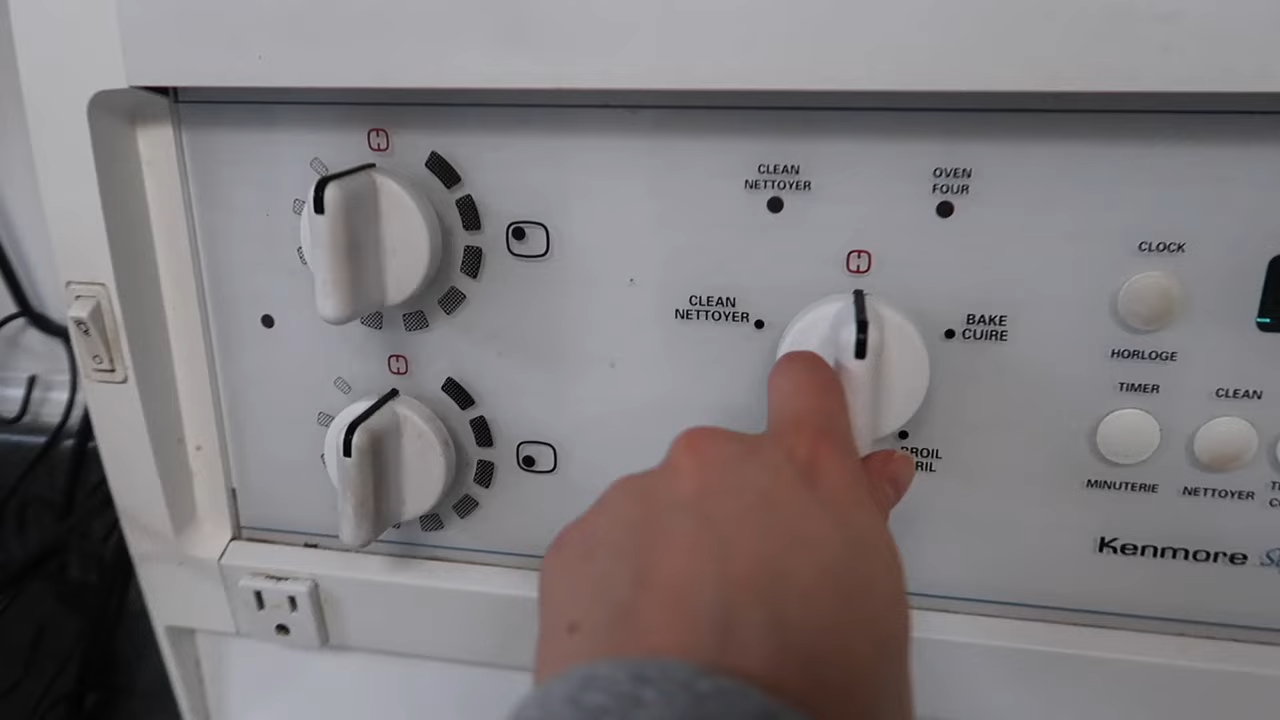 CLEAN
NETTOYER
OVEN
FOUR
CLOCK
CLEAN
NETTOYER
BAKE
CUIRE
HORLOGE
TIMER
CLEAN
MINUTERIE
NETTOYER
Kenmore